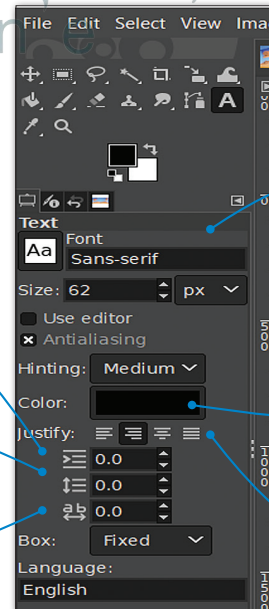 File Edit Select View Ima
A
Text
Aa
Font
Sans-serif
Size: 62 px
Use editor
Antialiasing
Hinting: Medium
Color:
Justify:
0.0
0.0
ab 0.0
Box: Fixed
Language:
English